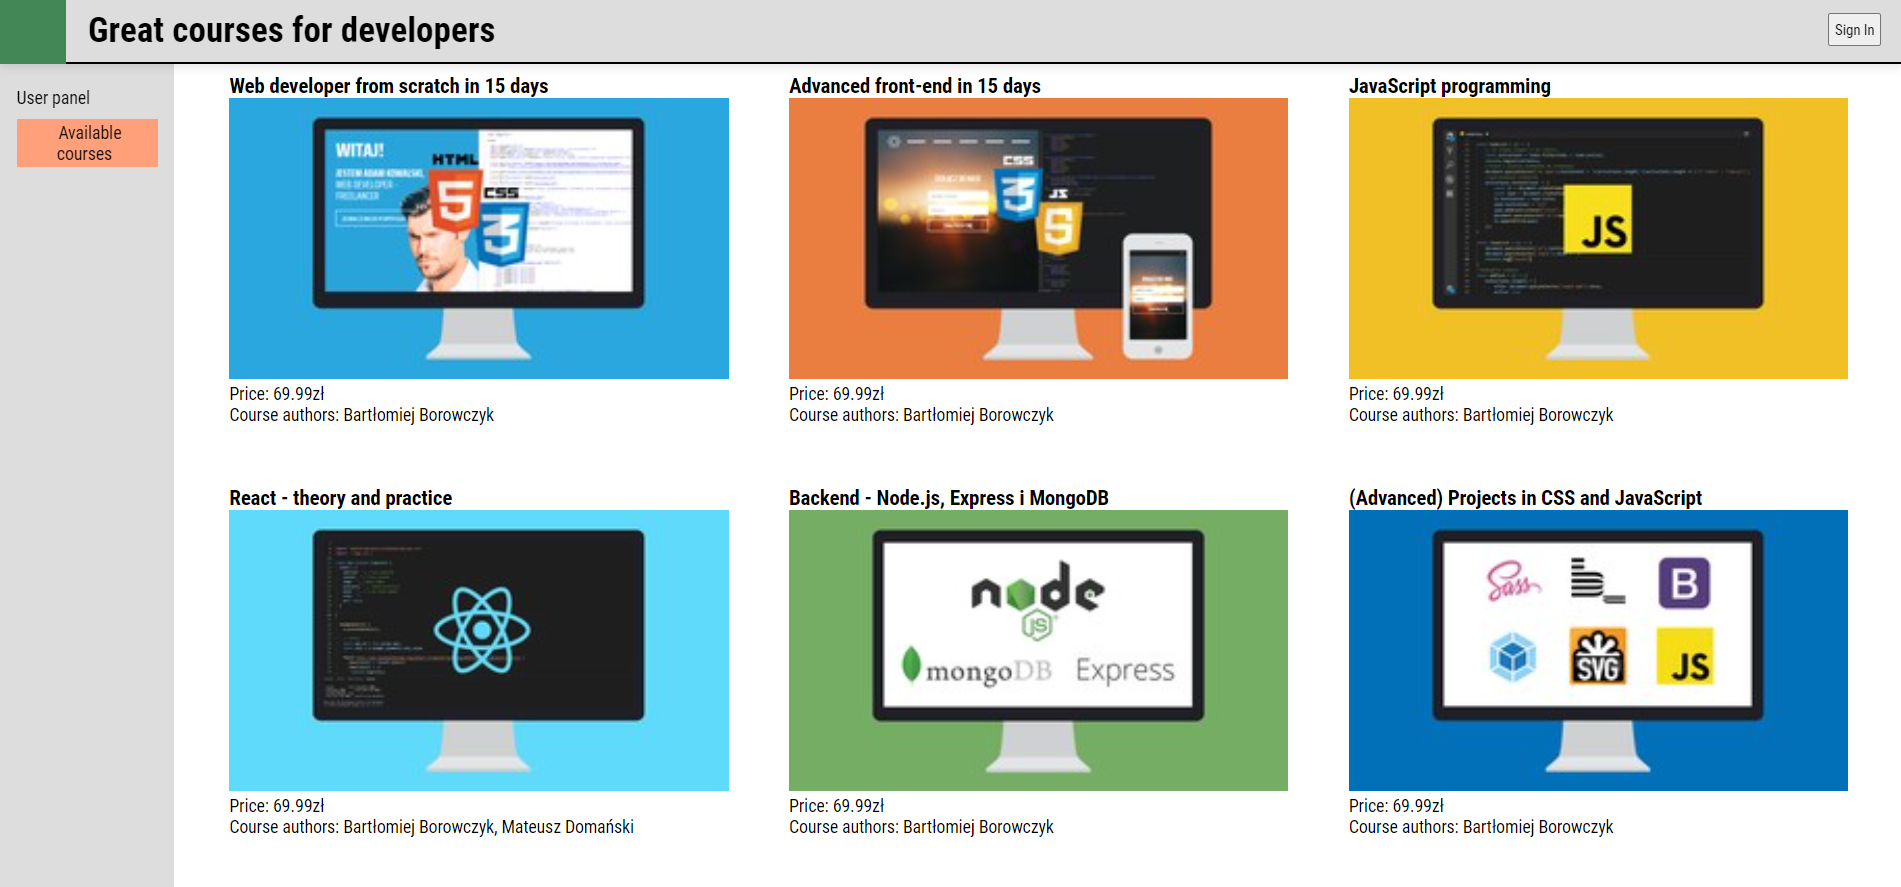 Great courses for developers
Sign In
User panel
Available
courses
Web developer from scratch in 15 days
WITAJ!
JESTEM ADAM KOWALSKI,
WEB DEVELOPER -
FREELANCER
HTML
5
CSS
3
Price: 69.99zł
Course authors: Bartłomiej Borowczyk
Advanced front-end in 15 days
CSS
3
JS
5
Price: 69.99zł
Course authors: Bartłomiej Borowczyk
JavaScript programming
JS
Price: 69.99zł
Course authors: Bartłomiej Borowczyk
React - theory and practice
Price: 69.99zł
Course authors: Bartłomiej Borowczyk, Mateusz Domański
Backend - Node.js, Express i MongoDB
node
JS
mongoDB Express
Price: 69.99zł
Course authors: Bartłomiej Borowczyk
(Advanced) Projects in CSS and JavaScript
Sass
B
SVG
JS
Price: 69.99zł
Course authors: Bartłomiej Borowczyk